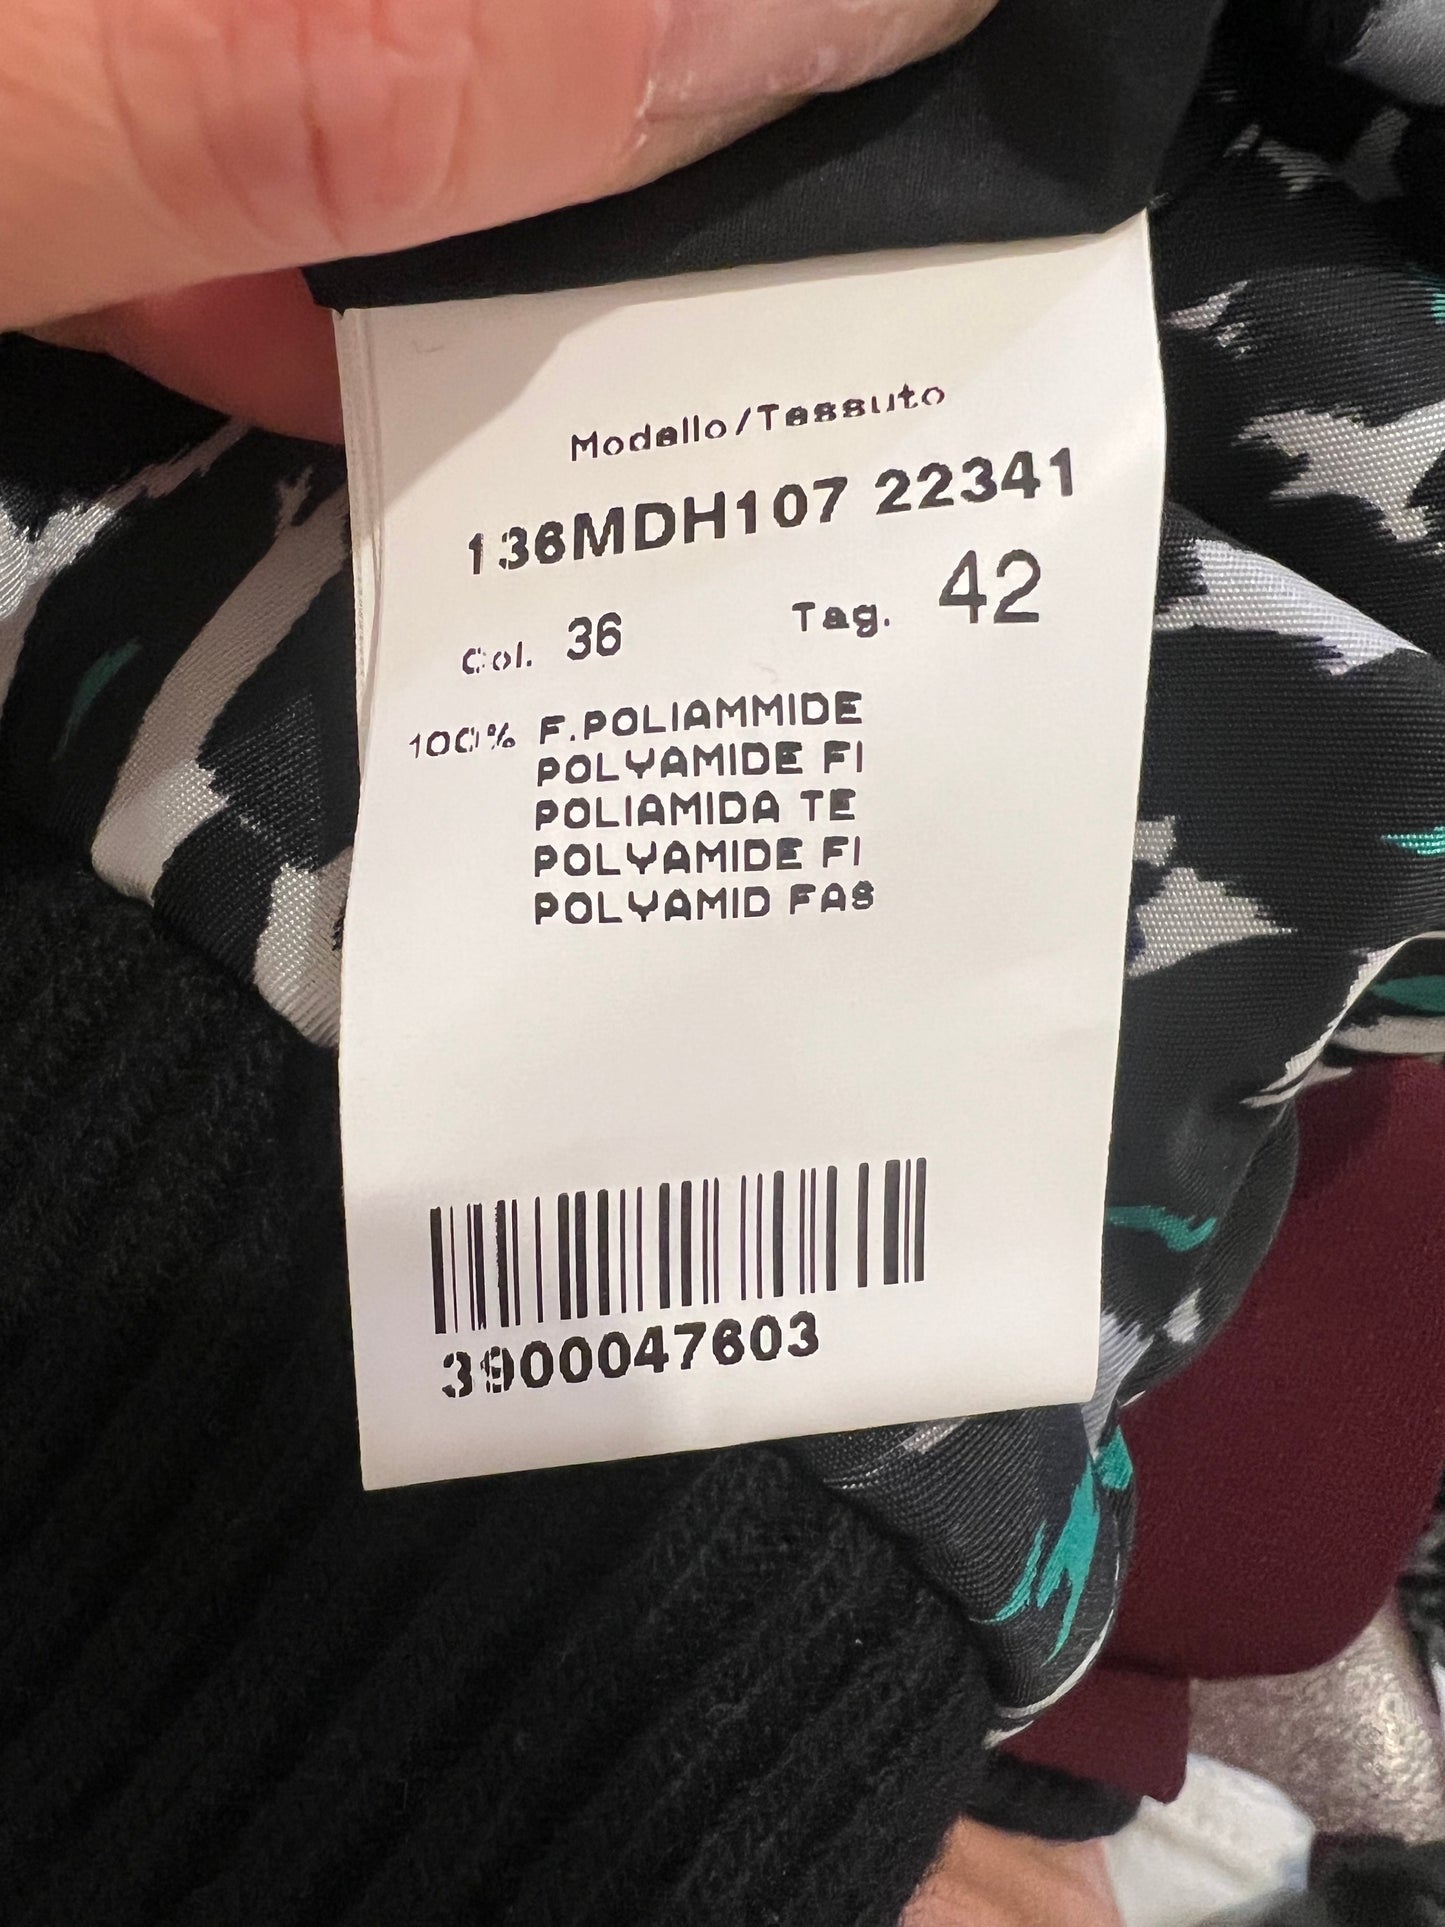 Modello/Tessuto
136MDH107 22341
Col. 36 Tag. 42
100% F.POLIAMMIDE
POLYAMIDE FI
POLIAMIDA TE
POLYAMIDE FI
POLYAMID FAS
3900047603